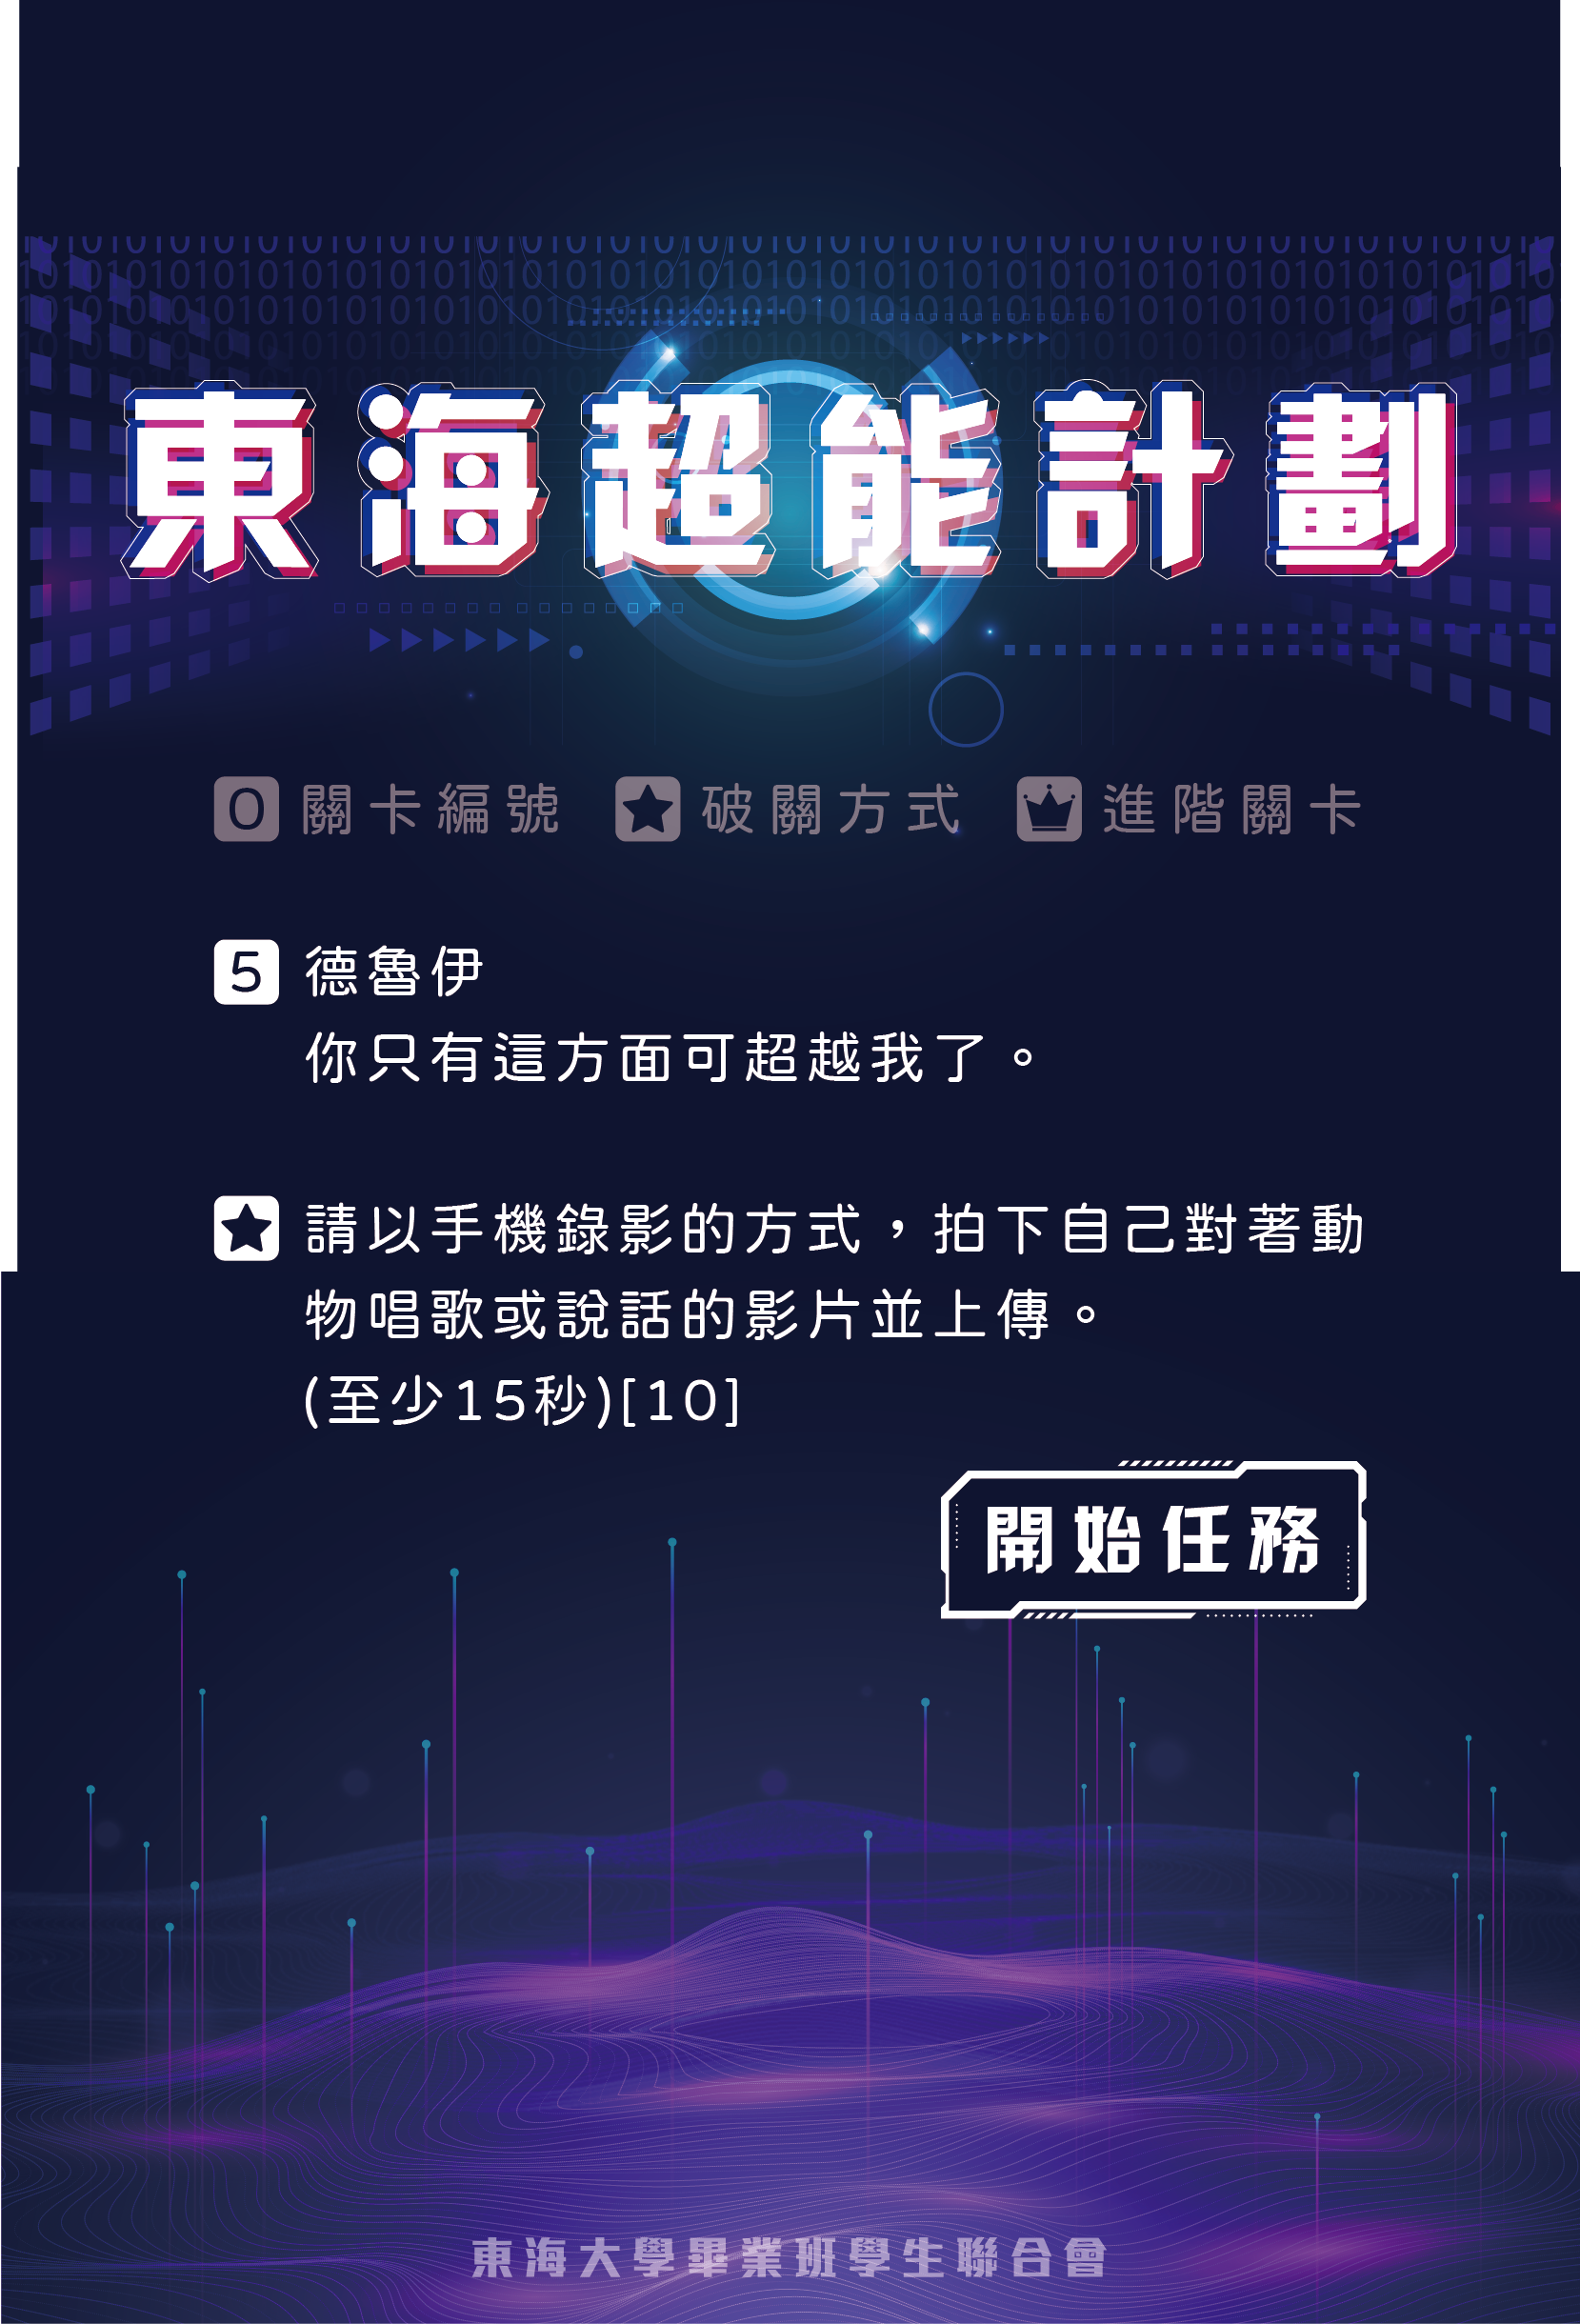 東海超能計劃
0 關卡編號 ★ 破關方式 進階關卡
5 德魯伊
你只有這方面可超越我了。
★ 請以手機錄影的方式，拍下自己對著動
物唱歌或說話的影片並上傳。
(至少15秒)[10]
開始任務
東海大學畢業班學生聯合會